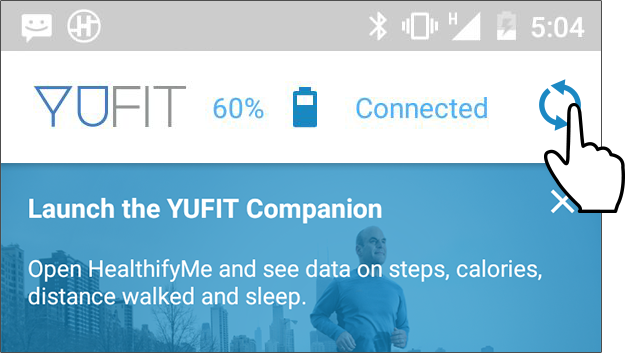 H 5:04
YUFIT 60% Connected
Launch the YUFIT Companion
Open HealthifyMe and see data on steps, calories,
distance walked and sleep.